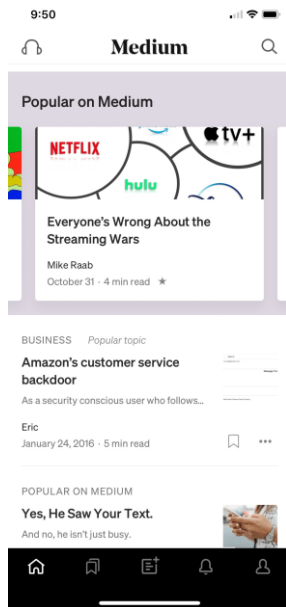 9:50
Medium
Popular on Medium
NETFLIX
tv+
hulu
Everyone's Wrong About the
Streaming Wars
Mike Raab
October 31 · 4 min read ★
BUSINESS Popular topic
Amazon's customer service
backdoor
As a security conscious user who follows...
Eric
January 24, 2016 · 5 min read
POPULAR ON MEDIUM
Yes, He Saw Your Text.
And no, he isn't just busy.